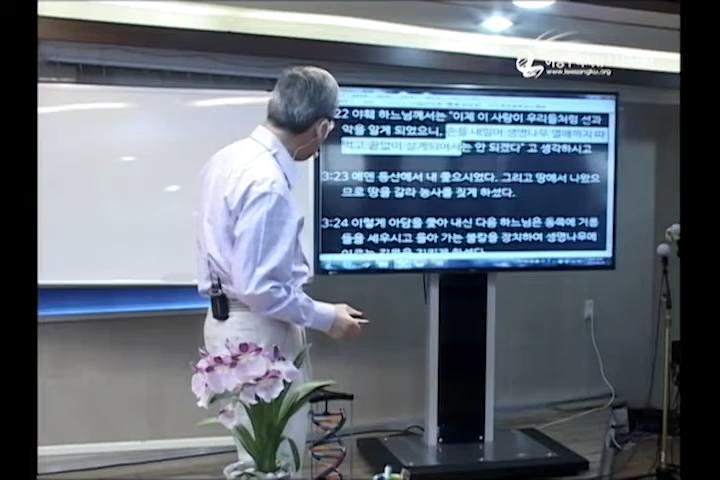 www.leesangku.org
22 야훼 하느님께서는 "이제 이 사람이 우리들처럼 선과
악을 알게 되었으니, 손을 내밀어 생명나무 열매까지 따
먹고 끝없이 살게되어서는 안 되겠다" 고 생각하시고
3:23 에덴 동산에서 내 쫓으시었다. 그리고 땅에서 나왔으
므로 땅을 갈라 농사를 짓게 하셨다.
3:24 이렇게 아담을 쫓아 내신 다음 하느님은 동쪽에 거룹
들을 세우시고 돌아 가는 불칼을 장치하여 생명나무에